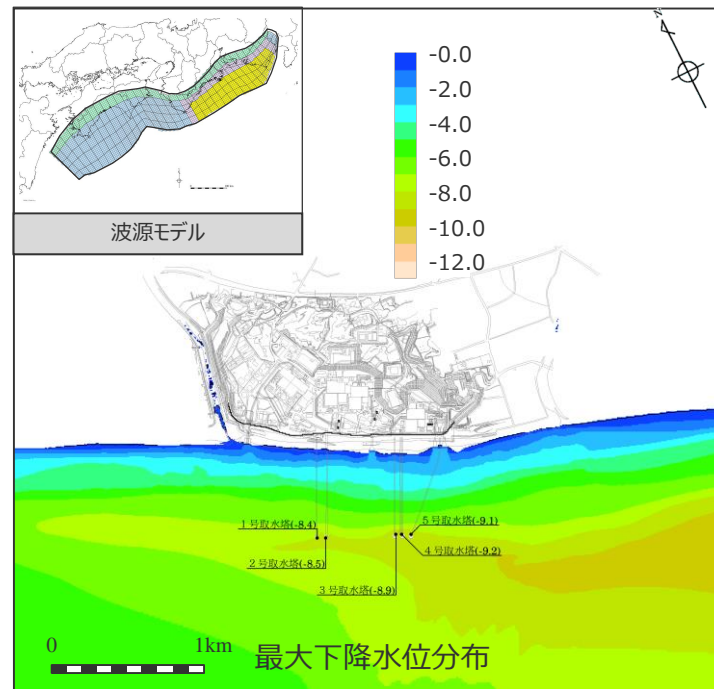 N
-0.0
-2.0
-4.0
-6.0
-8.0
-10.0
-12.0
波源モデル
1号取水塔(-8.4)
5号取水塔(-9.1)
2号取水塔(-8.5)
4号取水塔(-9.2)
3号取水塔(-8.9)
0 1km
最大下降水位分布